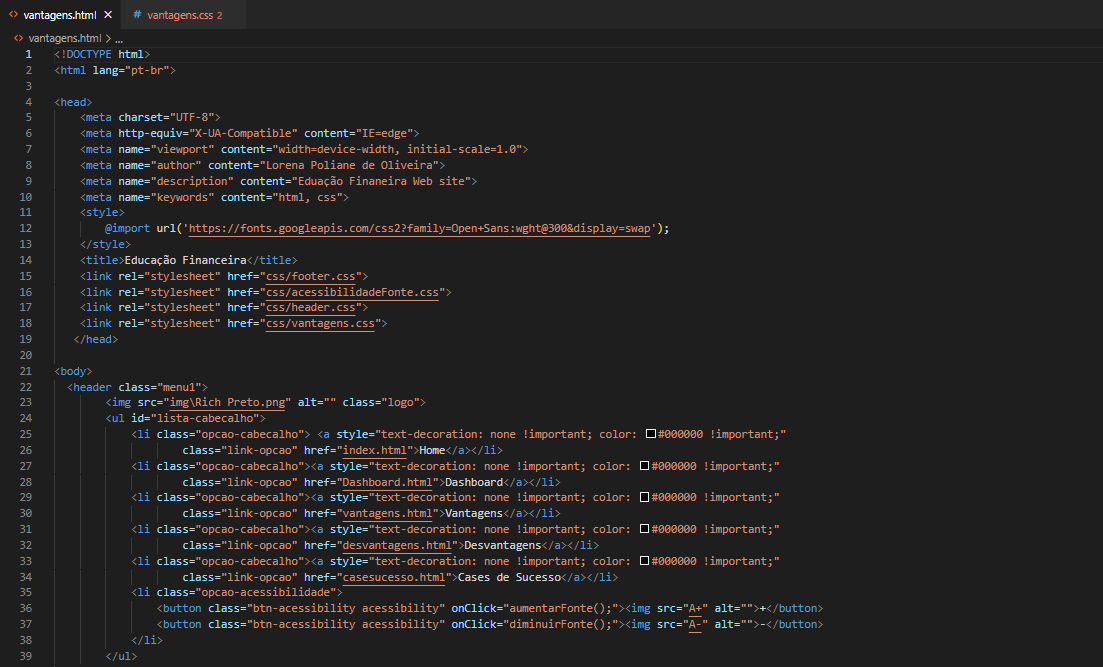 vantagens.html
vantagens.css 2
vantagens.html > ...
1 <!DOCTYPE html>
2 <html lang="pt-br">
3
4 <head>
5 <meta charset="UTF-8">
6 <meta http-equiv="X-UA-Compatible" content="IE=edge">
7 <meta name="viewport" content="width=device-width, initial-scale=1.0">
8 <meta name="author" content="Lorena Poliane de Oliveira">
9 <meta name="description" content="Eduação Finaneira Web site">
10 <meta name="keywords" content="html, css">
11 <style>
12 @import url('https://fonts.googleapis.com/css2?family=Open+Sans:wght@300&display=swap');
13 </style>
14 <title>Educação Financeira</title>
15 <link rel="stylesheet" href="css/footer.css">
16 <link rel="stylesheet" href="css/acessibilidadeFonte.css">
17 <link rel="stylesheet" href="css/header.css">
18 <link rel="stylesheet" href="css/vantagens.css">
19 </head>
20
21 <body>
22 <header class="menu1">
23 <img src="img\Rich Preto.png" alt="" class="logo">
24 <ul id="lista-cabecalho">
25 <li class="opcao-cabecalho"> <a style="text-decoration: none !important; color: #000000 !important;"
26 class="link-opcao" href="index.html">Home</a></li>
27 <li class="opcao-cabecalho"><a style="text-decoration: none !important; color: #000000 !important;"
28 class="link-opcao" href="Dashboard.html">Dashboard</a></li>
29 <li class="opcao-cabecalho"><a style="text-decoration: none !important; color: #000000 !important;"
30 class="link-opcao" href="vantagens.html">Vantagens</a></li>
31 <li class="opcao-cabecalho"><a style="text-decoration: none !important; color: #000000 !important;"
32 class="link-opcao" href="desvantagens.html">Desvantagens</a></li>
33 <li class="opcao-cabecalho"><a style="text-decoration: none !important; color: #000000 !important;"
34 class="link-opcao" href="casesucesso.html">Cases de Sucesso</a></li>
35 <li class="opcao-acessibilidade">
36 <button class="btn-acessibility acessibility" onClick="aumentarFonte();"><img src="A+" alt="">+</button>
37 <button class="btn-acessibility acessibility" onClick="diminuirFonte();"><img src="A-" alt="">-</button>
38 </li>
39 </ul>